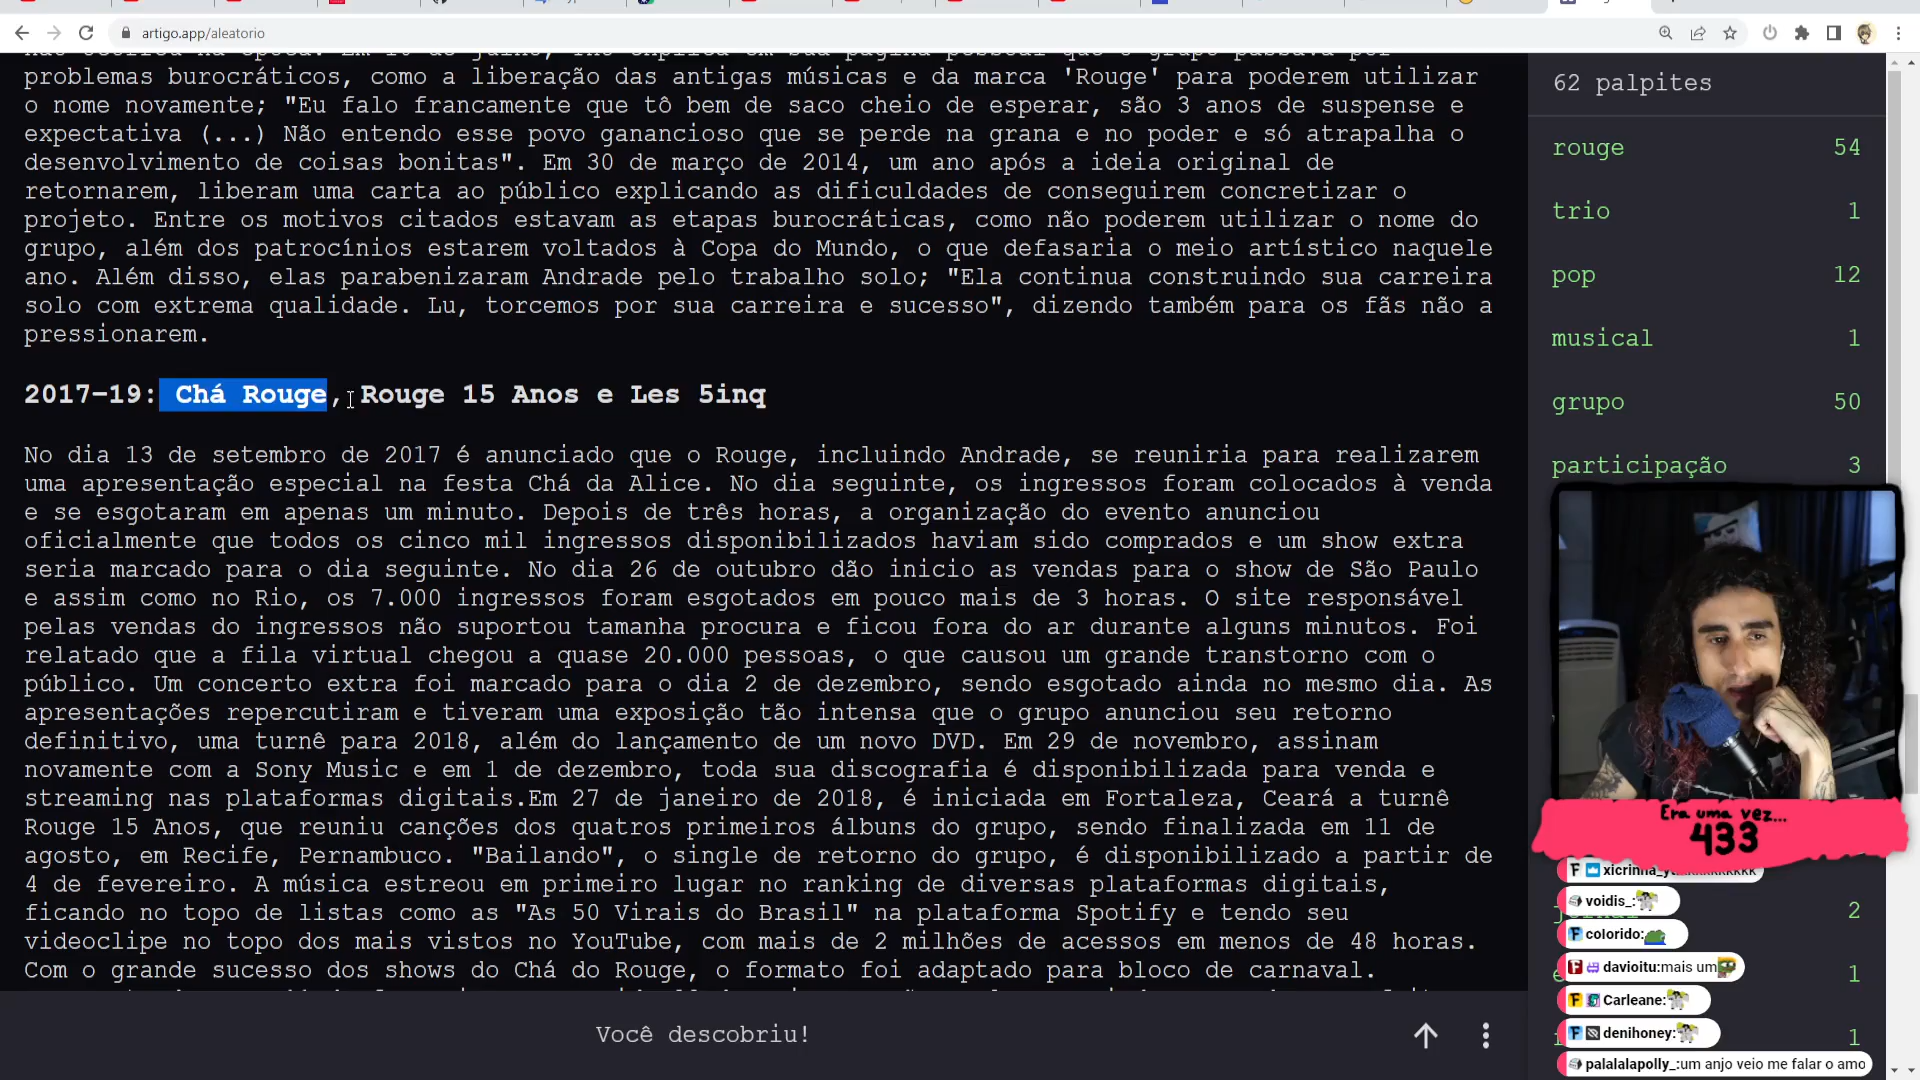 artigo.app/aleatorio
problemas burocráticos, como a liberação das antigas músicas e da marca 'Rouge' para poderem utilizar
o nome novamente; "Eu falo francamente que tô bem de saco cheio de esperar, são 3 anos de suspense e
expectativa (...) Não entendo esse povo ganancioso que se perde na grana e no poder e só atrapalha o
desenvolvimento de coisas bonitas". Em 30 de março de 2014, um ano após a ideia original de
retornarem, liberam uma carta ao público explicando as dificuldades de conseguirem concretizar o
projeto. Entre os motivos citados estavam as etapas burocráticas, como não poderem utilizar o nome do
grupo, além dos patrocínios estarem voltados à Copa do Mundo, o que defasaria o meio artístico naquele
ano. Além disso, elas parabenizaram Andrade pelo trabalho solo; "Ela continua construindo sua carreira
solo com extrema qualidade. Lu, torcemos por sua carreira e sucesso", dizendo também para os fãs não a
pressionarem.
2017-19: Chá Rouge, Rouge 15 Anos e Les 5inq
No dia 13 de setembro de 2017 é anunciado que o Rouge, incluindo Andrade, se reuniria para realizarem
uma apresentação especial na festa Chá da Alice. No dia seguinte, os ingressos foram colocados à venda
e se esgotaram em apenas um minuto. Depois de três horas, a organização do evento anunciou
oficialmente que todos os cinco mil ingressos disponibilizados haviam sido comprados e um show extra
seria marcado para o dia seguinte. No dia 26 de outubro dão inicio as vendas para o show de São Paulo
e assim como no Rio, os 7.000 ingressos foram esgotados em pouco mais de 3 horas. O site responsável
pelas vendas do ingressos não suportou tamanha procura e ficou fora do ar durante alguns minutos. Foi
relatado que a fila virtual chegou a quase 20.000 pessoas, o que causou um grande transtorno com o
público. Um concerto extra foi marcado para o dia 2 de dezembro, sendo esgotado ainda no mesmo dia. As
apresentações repercutiram e tiveram uma exposição tão intensa que o grupo anunciou seu retorno
definitivo, uma turnê para 2018, além do lançamento de um novo DVD. Em 29 de novembro, assinam
novamente com a Sony Music e em 1 de dezembro, toda sua discografia é disponibilizada para venda e
streaming nas plataformas digitais.Em 27 de janeiro de 2018, é iniciada em Fortaleza, Ceará a turnê
Rouge 15 Anos, que reuniu canções dos quatros primeiros álbuns do grupo, sendo finalizada em 11 de
agosto, em Recife, Pernambuco. "Bailando", o single de retorno do grupo, é disponibilizado a partir de
4 de fevereiro. A música estreou em primeiro lugar no ranking de diversas plataformas digitais,
ficando no topo de listas como as "As 50 Virais do Brasil" na plataforma Spotify e tendo seu
videoclipe no topo dos mais vistos no YouTube, com mais de 2 milhões de acessos em menos de 48 horas.
Com o grande sucesso dos shows do Chá do Rouge, o formato foi adaptado para bloco de carnaval.
Você descobriu!
62 palpites
rouge 54
trio 1
pop 12
musical 1
grupo 50
participação 3
Era uma vez...
433
2
voidis_:
colorido:
davioitu:mais um
1
Carleane:
denihoney:
1
palalalapolly_:um anjo veio me falar o amo